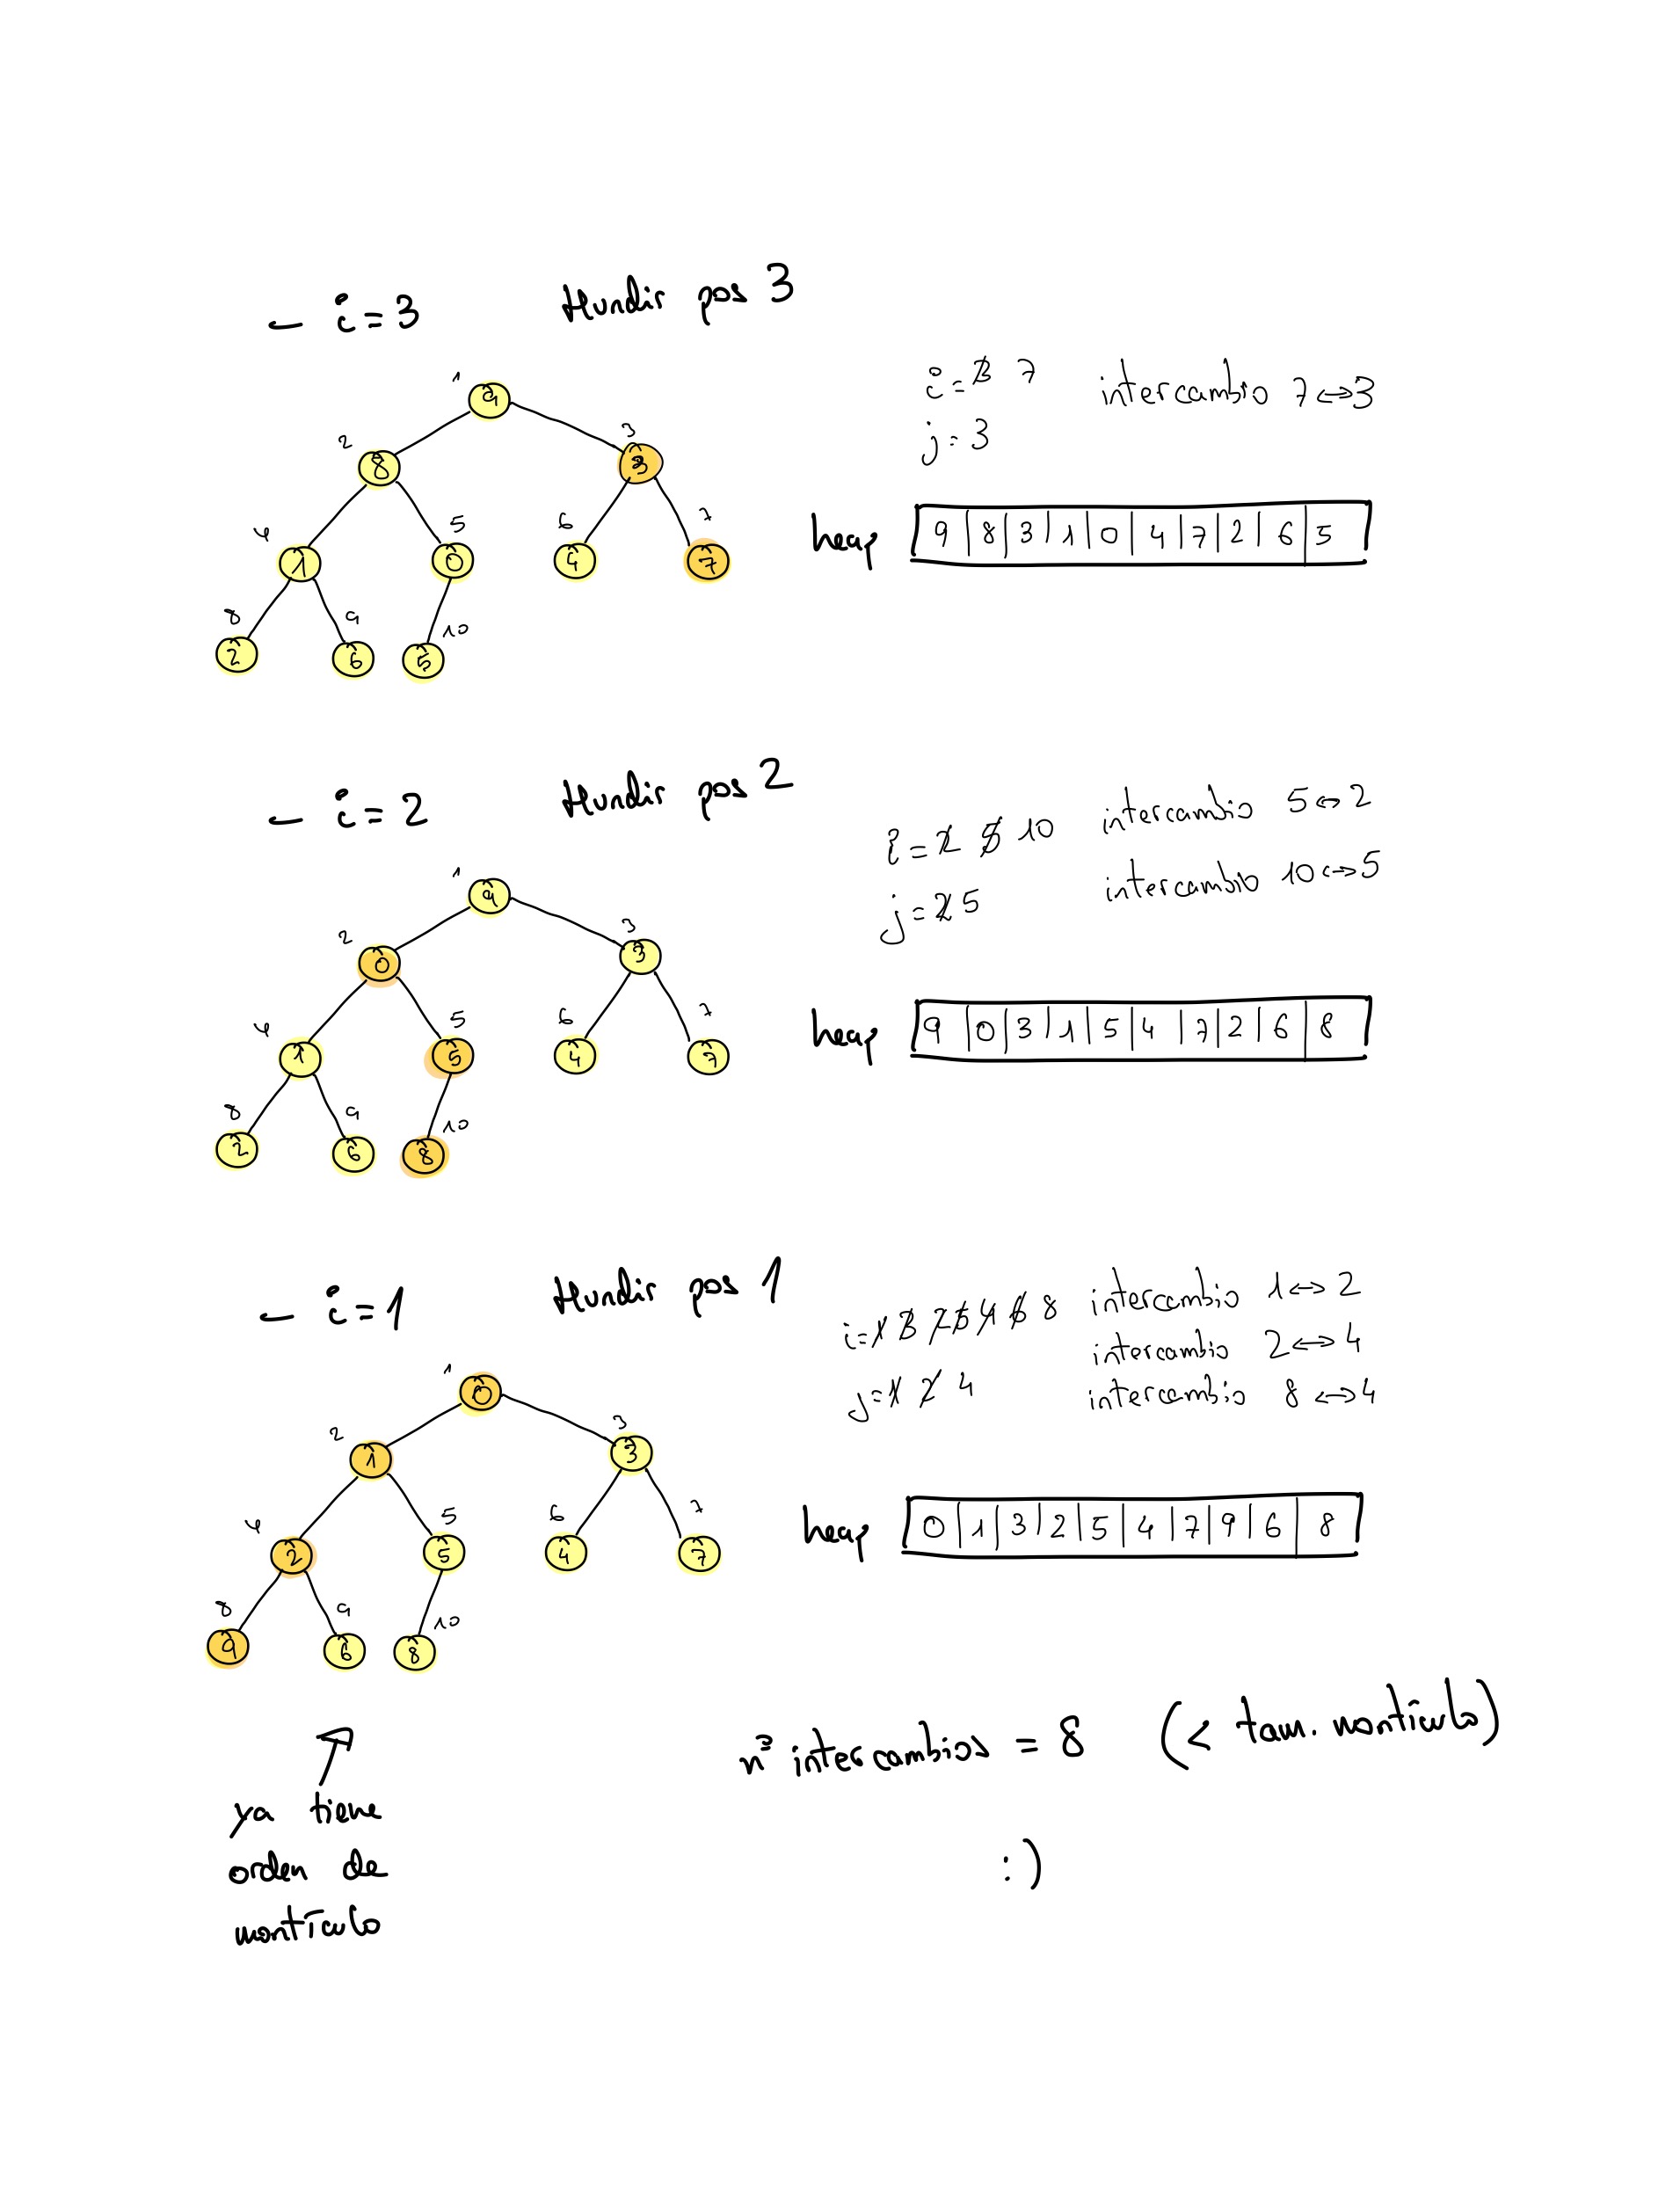 - i=3 Hundir pos 3
i=3 7 intercambio 7↔3
j=3
1
9
2 3
8 3
4 5 6 7
1 0 4 7
8 9 10
2 6 5
heap 9 | 8 | 3 | 1 | 0 | 4 | 7 | 2 | 6 | 5
- i=2 Hundir pos 2
i=2 5 10 intercambio 5↔2
j=2 5 intercambio 10↔5
1
9
2 3
0 3
4 5 6 7
1 5 4 7
8 9 10
2 6 8
heap 9 | 0 | 3 | 1 | 5 | 4 | 7 | 2 | 6 | 8
- i=1 Hundir pos 1
i=1 3 2 5 4 6 8 intercambio 1↔2
j=1 2 4 intercambio 2↔4
intercambio 8↔4
1
0
2 3
1 3
4 5 6 7
2 5 4 7
8 9 10
9 6 8
heap 0 | 1 | 3 | 2 | 5 | 4 | 7 | 9 | 6 | 8
nº intercambios = 8 (< tam. montículo)
ya tiene
orden de
montículo
:)